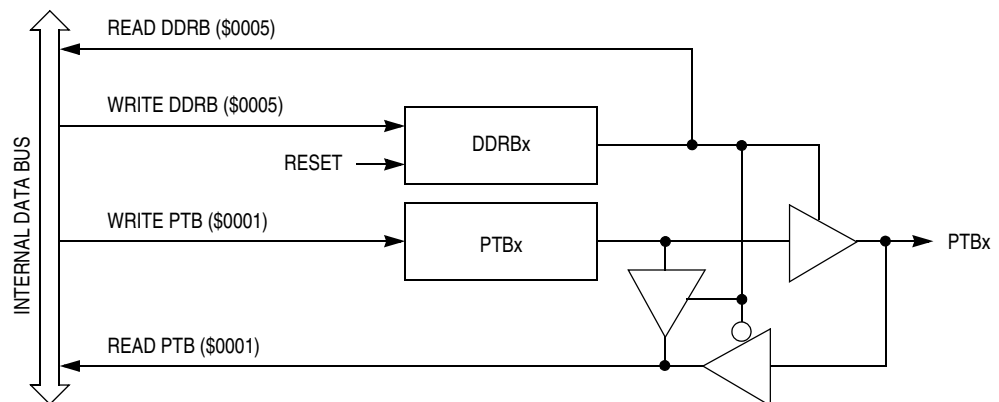 READ DDRB ($0005)
WRITE DDRB ($0005)
DDRBx
RESET
INTERNAL DATA BUS
WRITE PTB ($0001)
PTBx
PTBx
READ PTB ($0001)